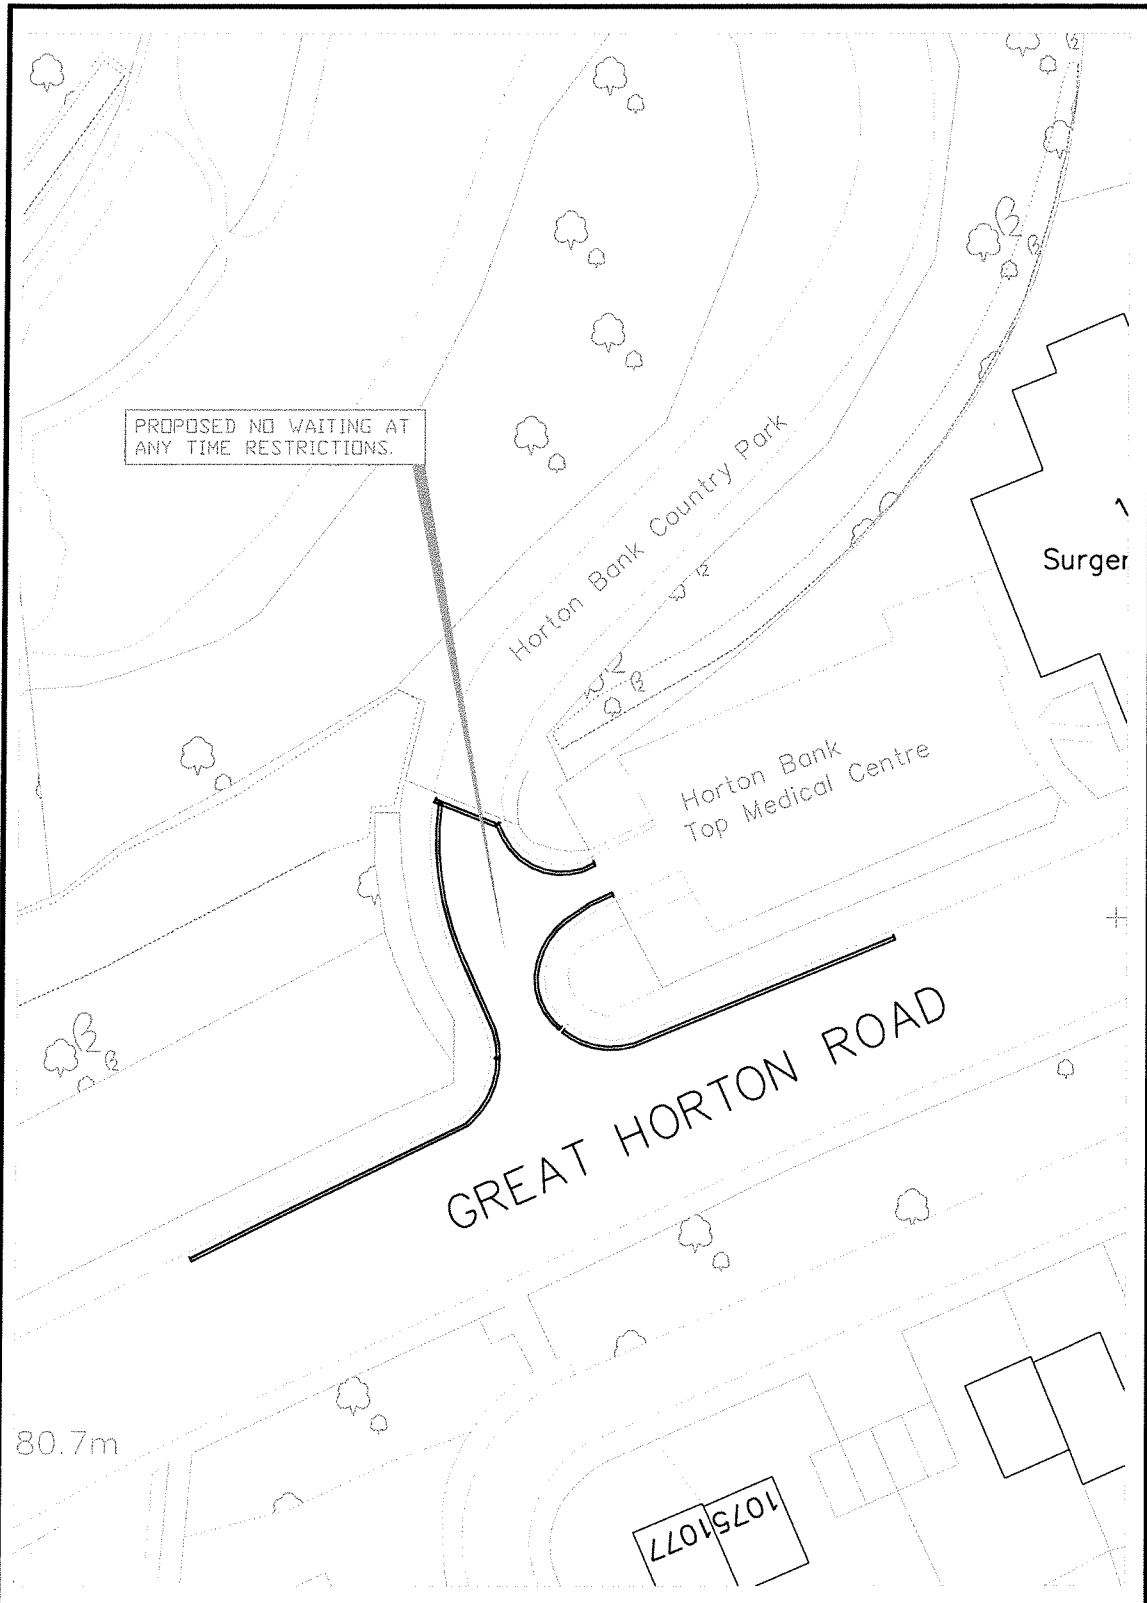 PROPOSED NO WAITING AT
ANY TIME RESTRICTIONS.
Horton Bank Country Park
Surger
Horton Bank
Top Medical Centre
GREAT HORTON ROAD
80.7m
1077
1075